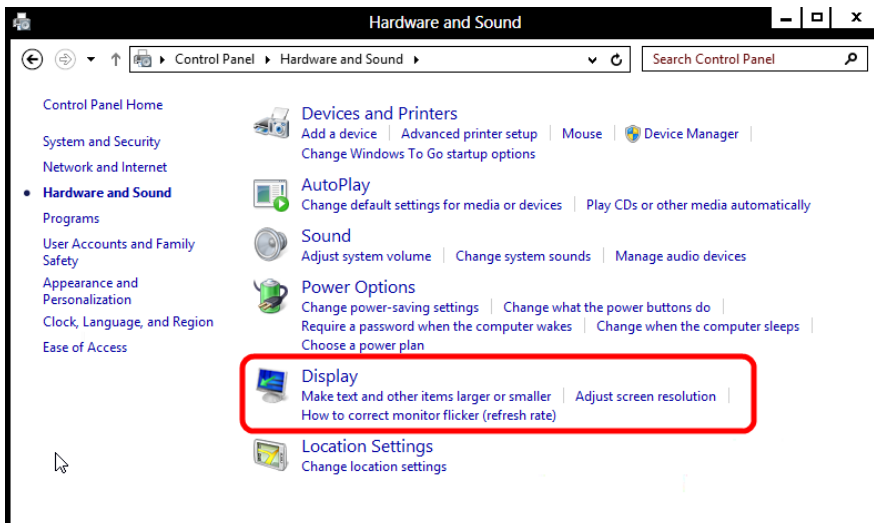 Hardware and Sound
Control Panel Hardware and Sound
Search Control Panel
Control Panel Home
System and Security
Network and Internet
Hardware and Sound
Programs
User Accounts and Family
Safety
Appearance and
Personalization
Clock, Language, and Region
Ease of Access
Devices and Printers
Add a device Advanced printer setup Mouse Device Manager
Change Windows To Go startup options
AutoPlay
Change default settings for media or devices Play CDs or other media automatically
Sound
Adjust system volume Change system sounds Manage audio devices
Power Options
Change power-saving settings Change what the power buttons do
Require a password when the computer wakes Change when the computer sleeps
Choose a power plan
Display
Make text and other items larger or smaller Adjust screen resolution
How to correct monitor flicker (refresh rate)
Location Settings
Change location settings